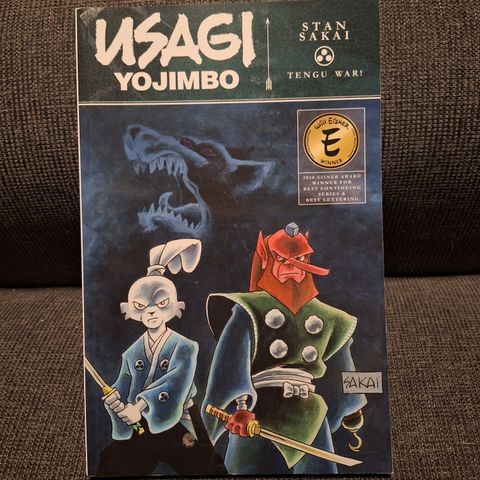 USAGI
YOJIMBO
STAN
SAKAI
TENGU WAR!
Will EISNER
E
WINNER
2020 EISNER AWARD
WINNER FOR
BEST CONTINUING
SERIES &
BEST LETTERING
SAKAI